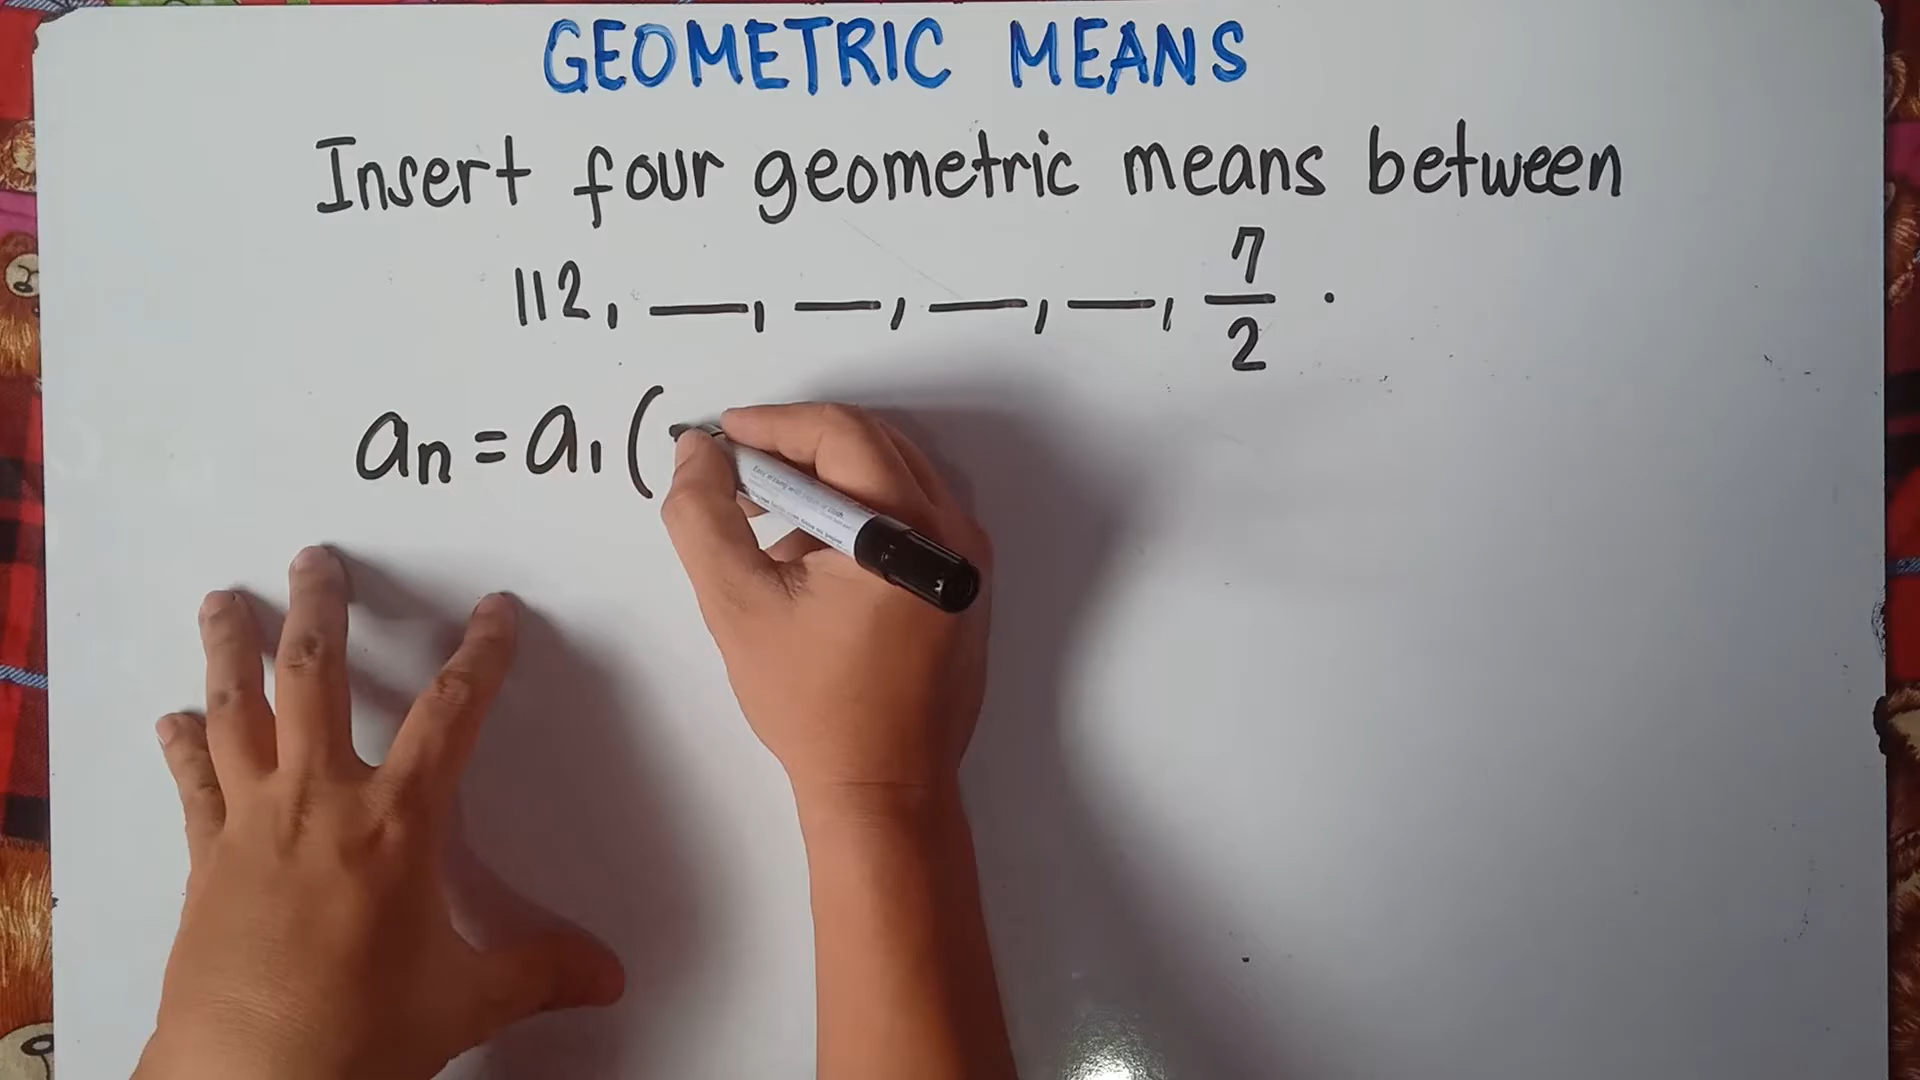 GEOMETRIC MEANS
Insert four geometric means between
112, __, __, __, __, 7/2 .
an = a1 (